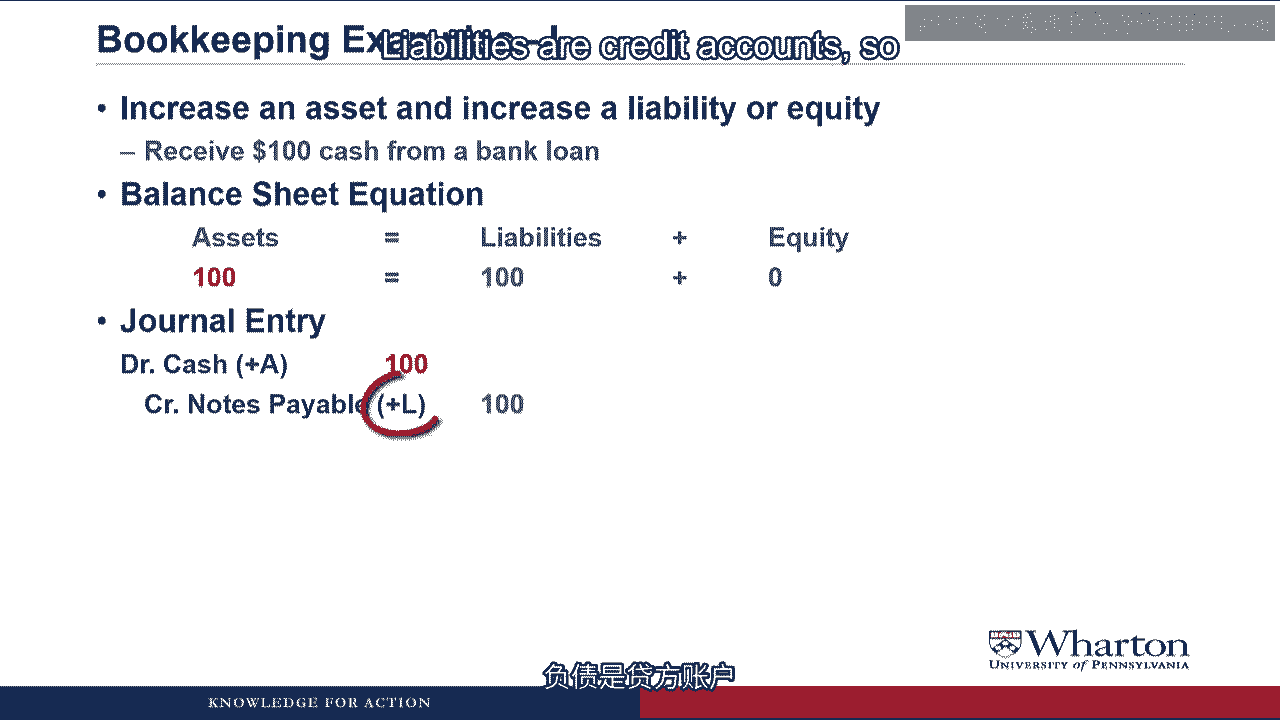 Bookkeeping Examples - I
Liabilities are credit accounts, so
• Increase an asset and increase a liability or equity
– Receive $100 cash from a bank loan
• Balance Sheet Equation
Assets = Liabilities + Equity
100 = 100 + 0
• Journal Entry
Dr. Cash (+A) 100
Cr. Notes Payable (+L) 100
Wharton
UNIVERSITY of PENNSYLVANIA
负债是贷方账户
KNOWLEDGE FOR ACTION